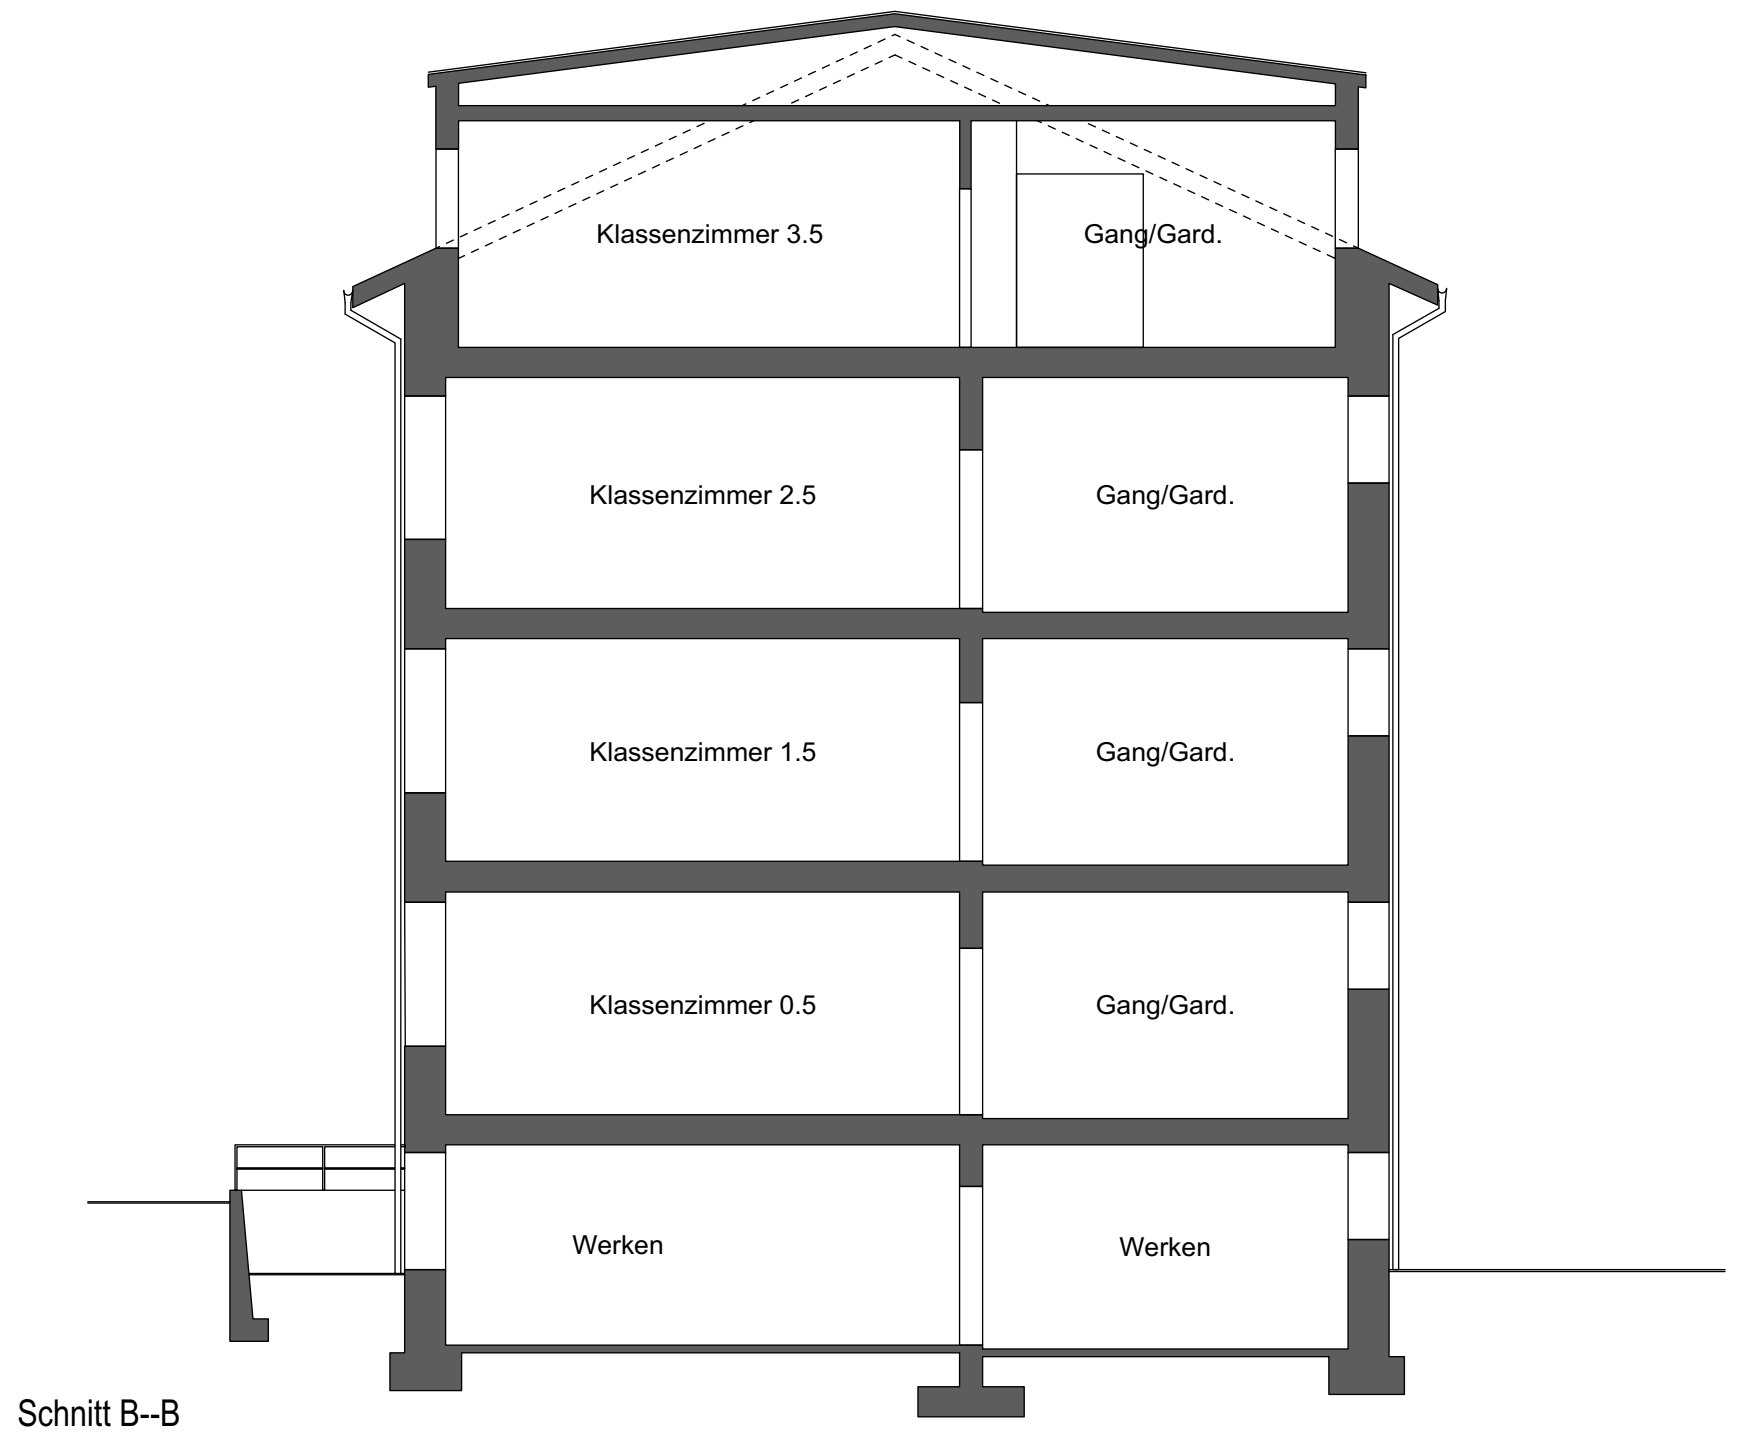 Klassenzimmer 3.5
Gang/Gard.
Klassenzimmer 2.5
Gang/Gard.
Klassenzimmer 1.5
Gang/Gard.
Klassenzimmer 0.5
Gang/Gard.
Werken
Werken
Schnitt B--B